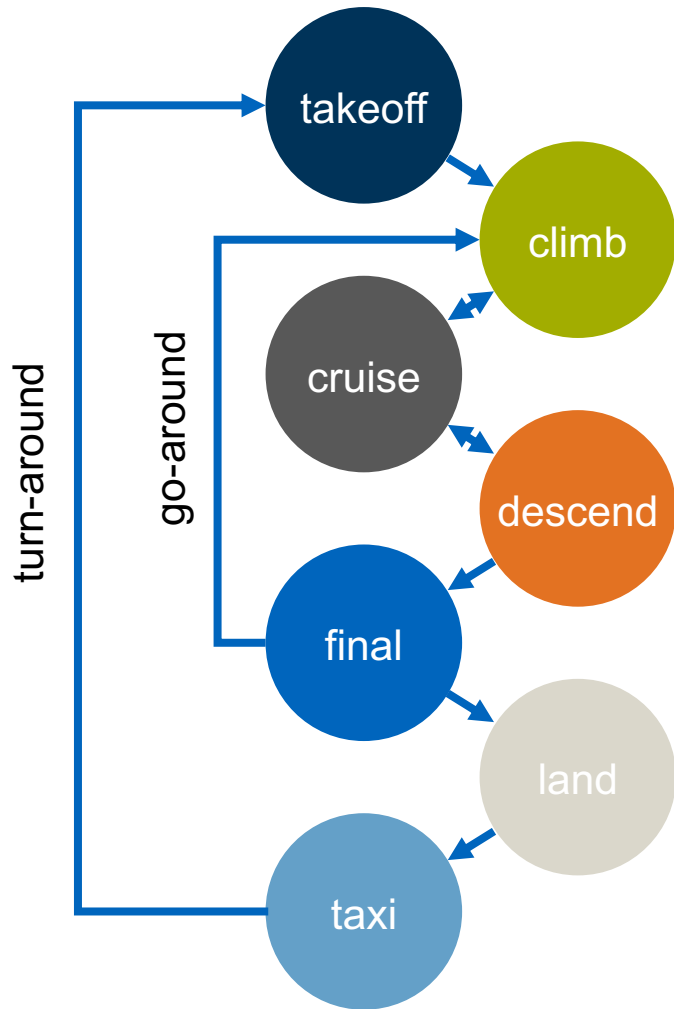 takeoff
climb
cruise
descend
final
land
taxi
go-around
turn-around